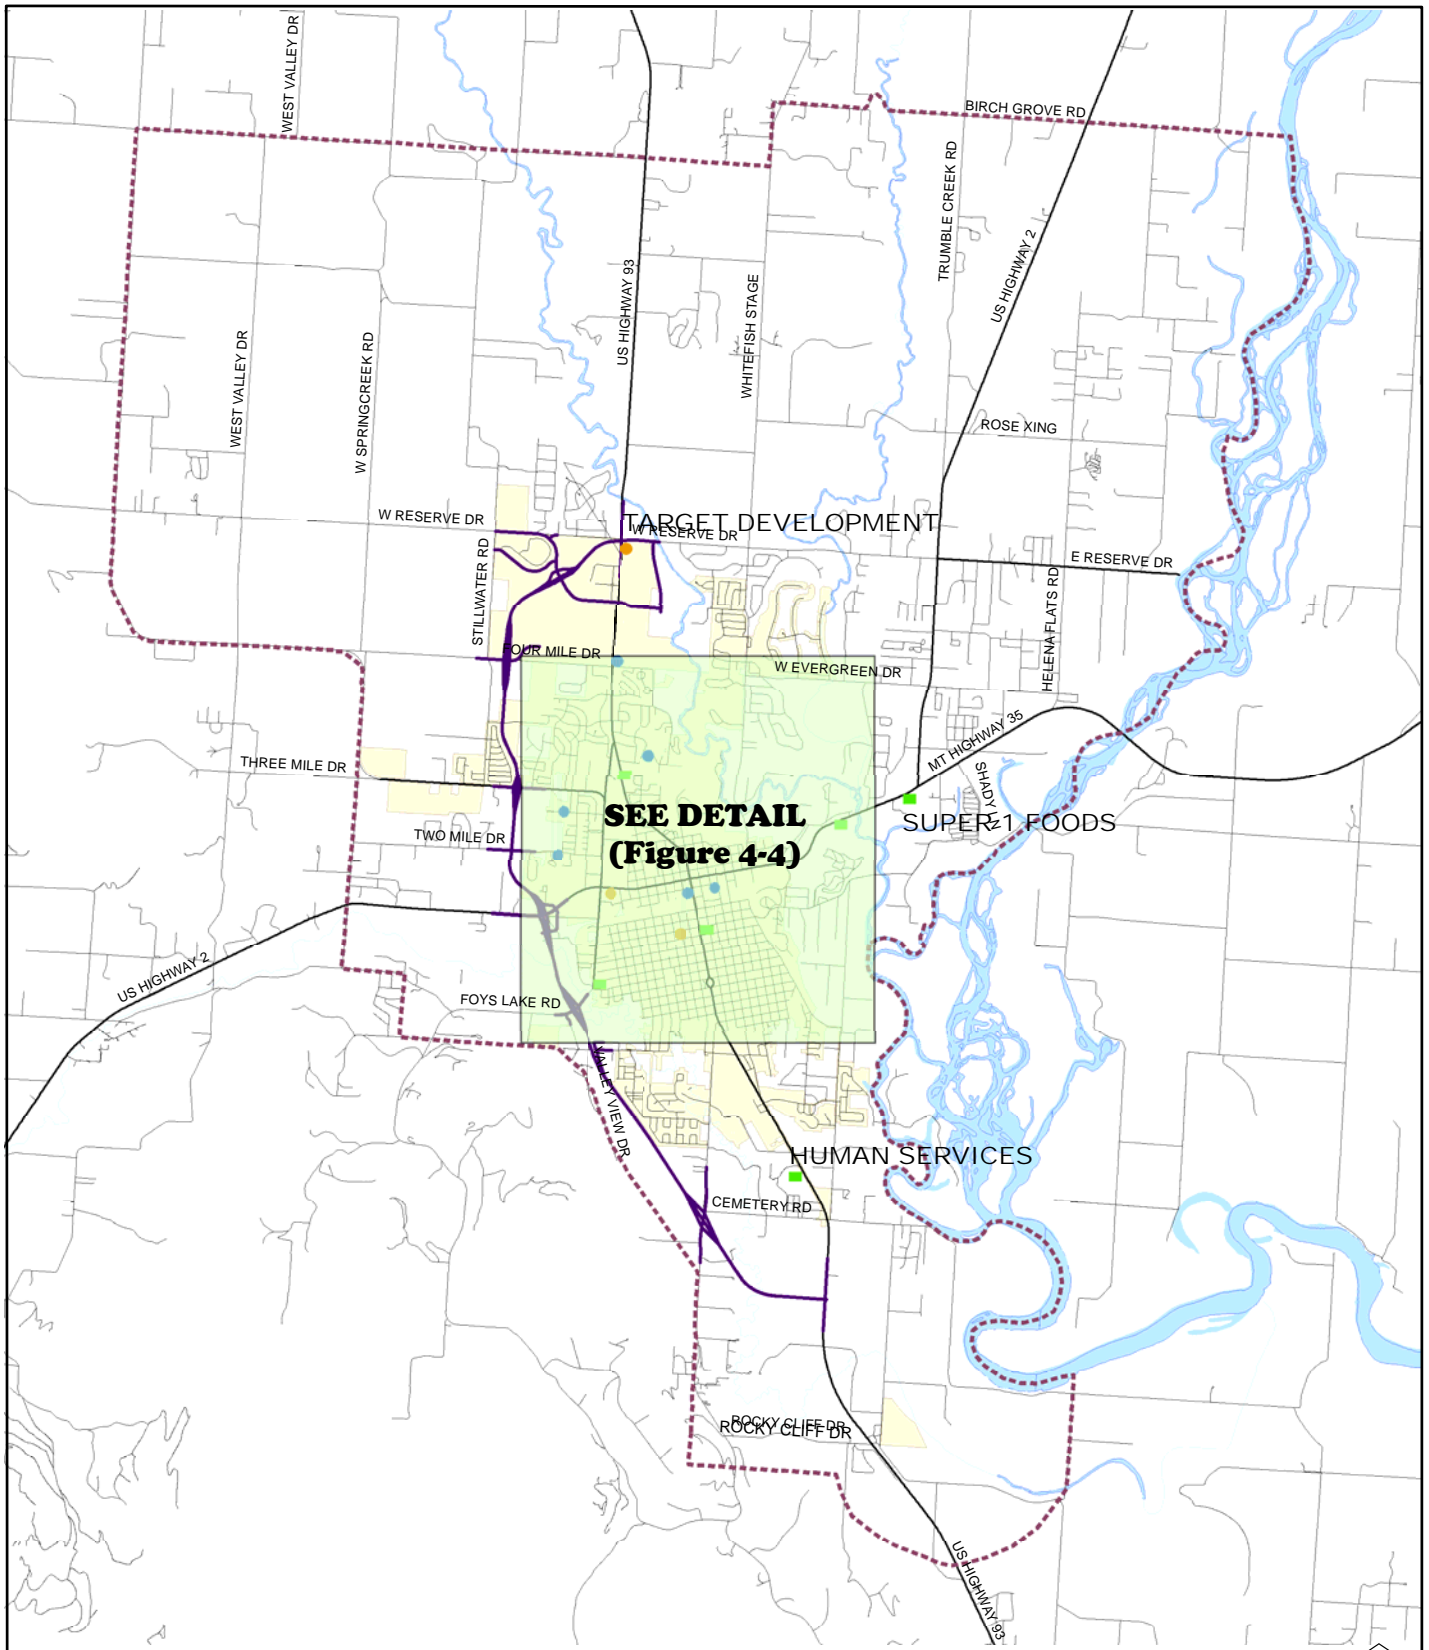 WEST VALLEY DR
BIRCH GROVE RD
TRUMBLE CREEK RD
US HIGHWAY 2
US HIGHWAY 93
WHITEFISH STAGE
WEST VALLEY DR
W SPRINGCREEK RD
ROSE XING
W RESERVE DR
TARGET DEVELOPMENT
W RESERVE DR
E RESERVE DR
STILLWATER RD
HELENA FLATS RD
FOUR MILE DR
W EVERGREEN DR
MT HIGHWAY 35
THREE MILE DR
SHADY LN
SEE DETAIL
(Figure 4-4)
SUPER 1 FOODS
TWO MILE DR
US HIGHWAY 2
FOYS LAKE RD
VALLEY VIEW DR
HUMAN SERVICES
CEMETERY RD
ROCKY CLIFF DR
ROCKY CLIFF DR
US HIGHWAY 93